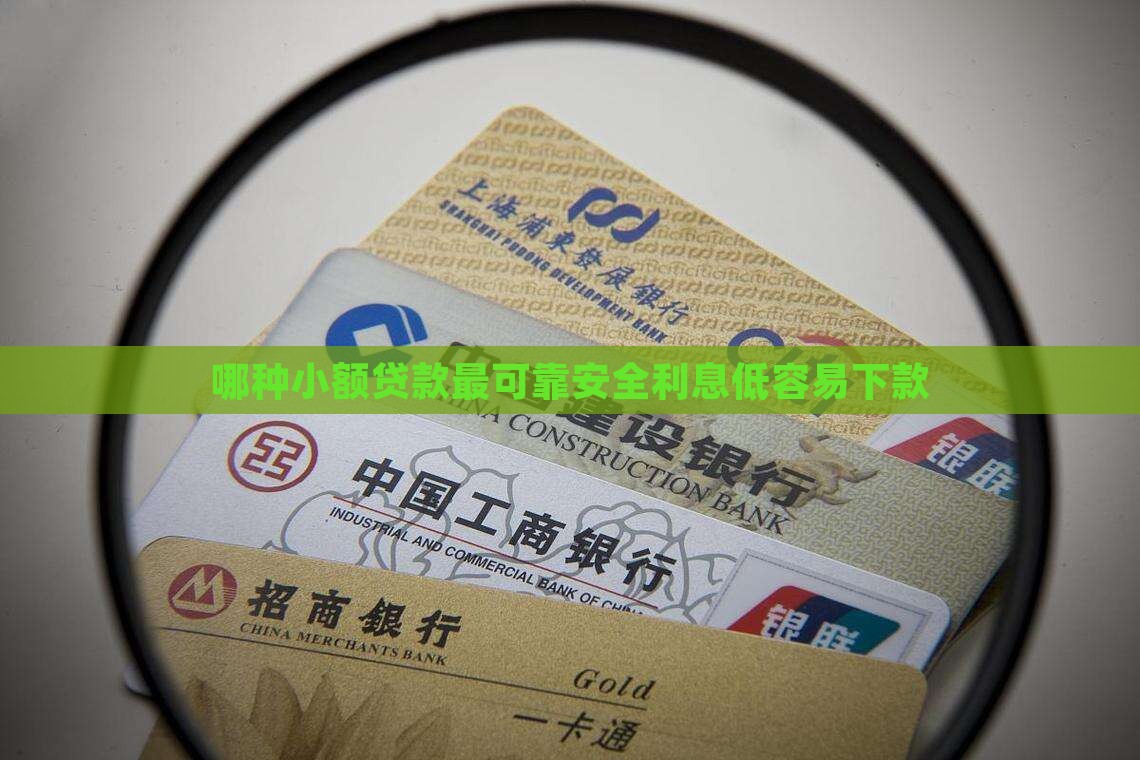 上海浦東發展銀行
SHANGHAI PUDONG DEVELOPMENT BANK
哪种小额贷款最可靠安全利息低容易下款
建设银行
CHINA CONSTRUCTION BANK
银联
中国工商银行
INDUSTRIAL AND COMMERCIAL BANK OF CHINA
银联
招商銀行
CHINA MERCHANTS BANK
Gold
一卡通